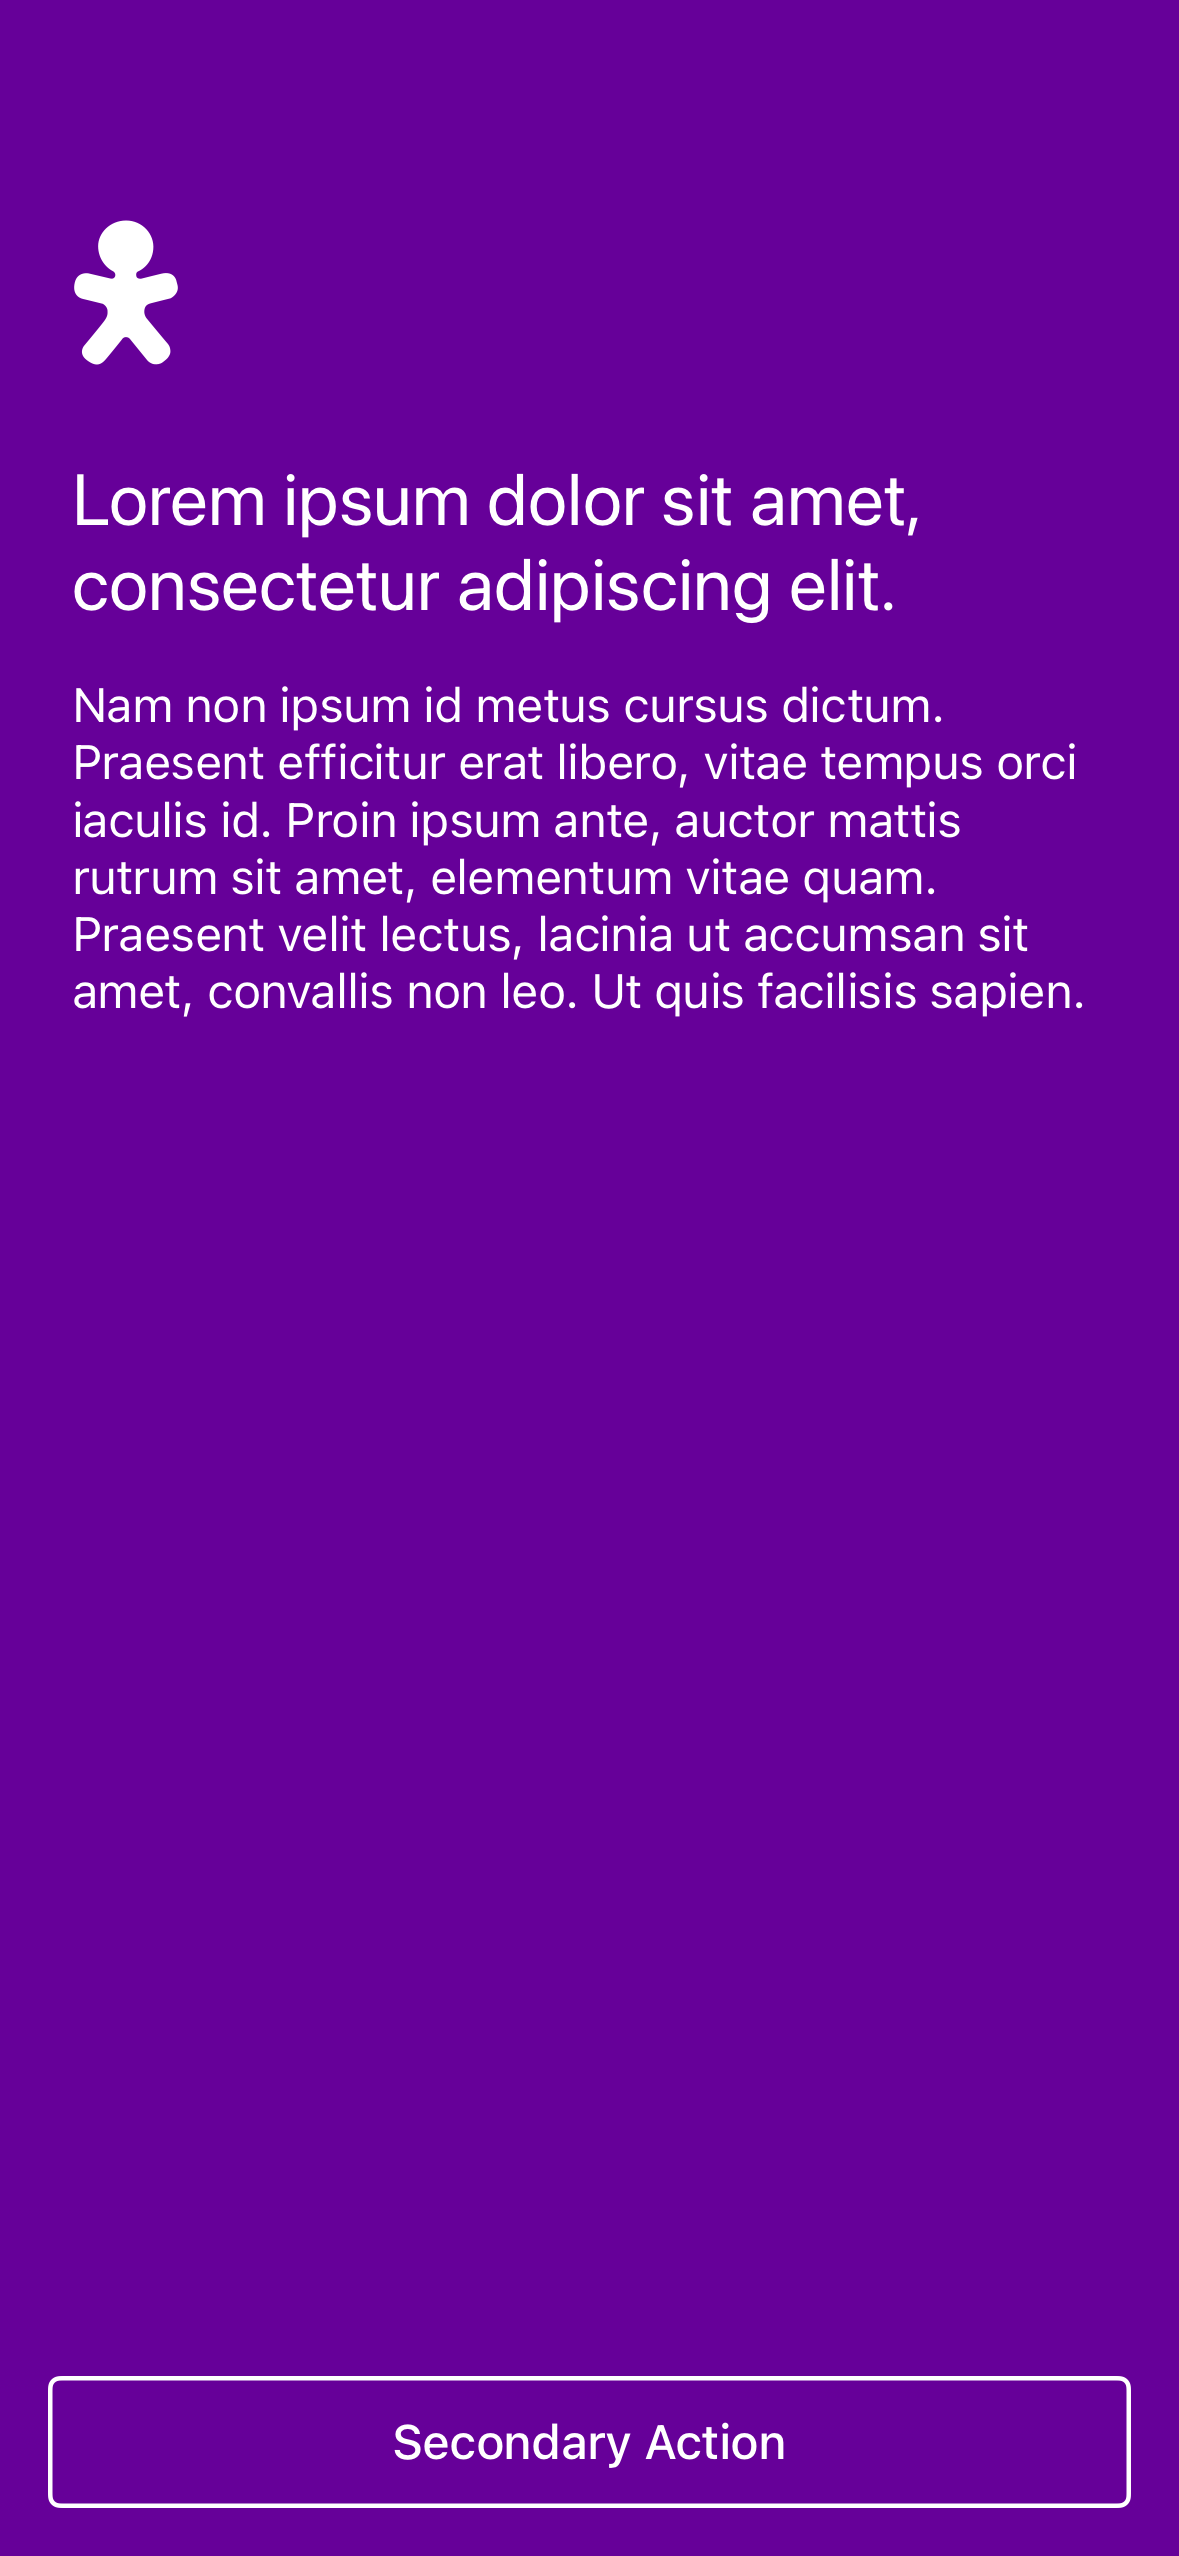 Lorem ipsum dolor sit amet,
consectetur adipiscing elit.
Nam non ipsum id metus cursus dictum.
Praesent efficitur erat libero, vitae tempus orci
iaculis id. Proin ipsum ante, auctor mattis
rutrum sit amet, elementum vitae quam.
Praesent velit lectus, lacinia ut accumsan sit
amet, convallis non leo. Ut quis facilisis sapien.
Secondary Action